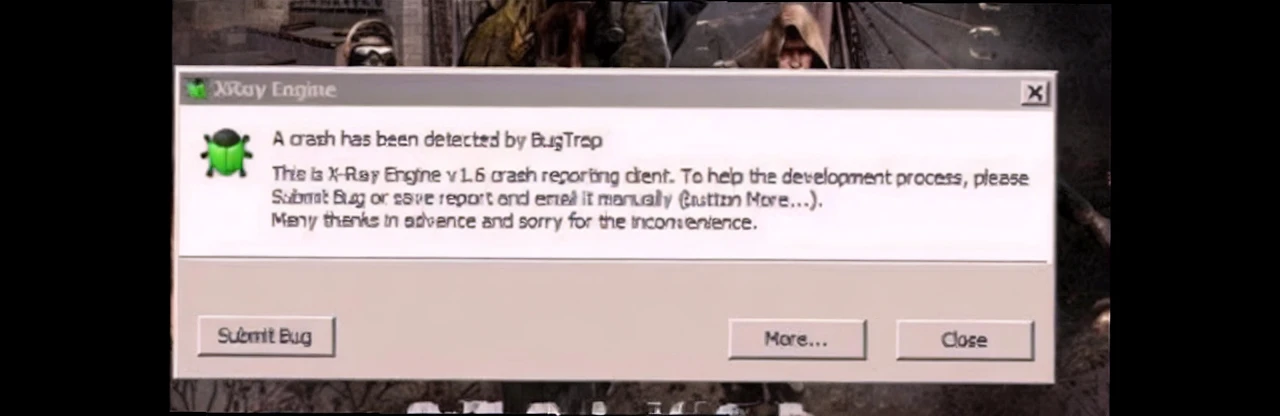 X-Ray Engine
A crash has been detected by BugTrap
This is X-Ray Engine v1.6 crash reporting client. To help the development process, please
Submit Bug or save report and email it manually (button More...).
Many thanks in advance and sorry for the inconvenience.
Submit Bug
More...
Close